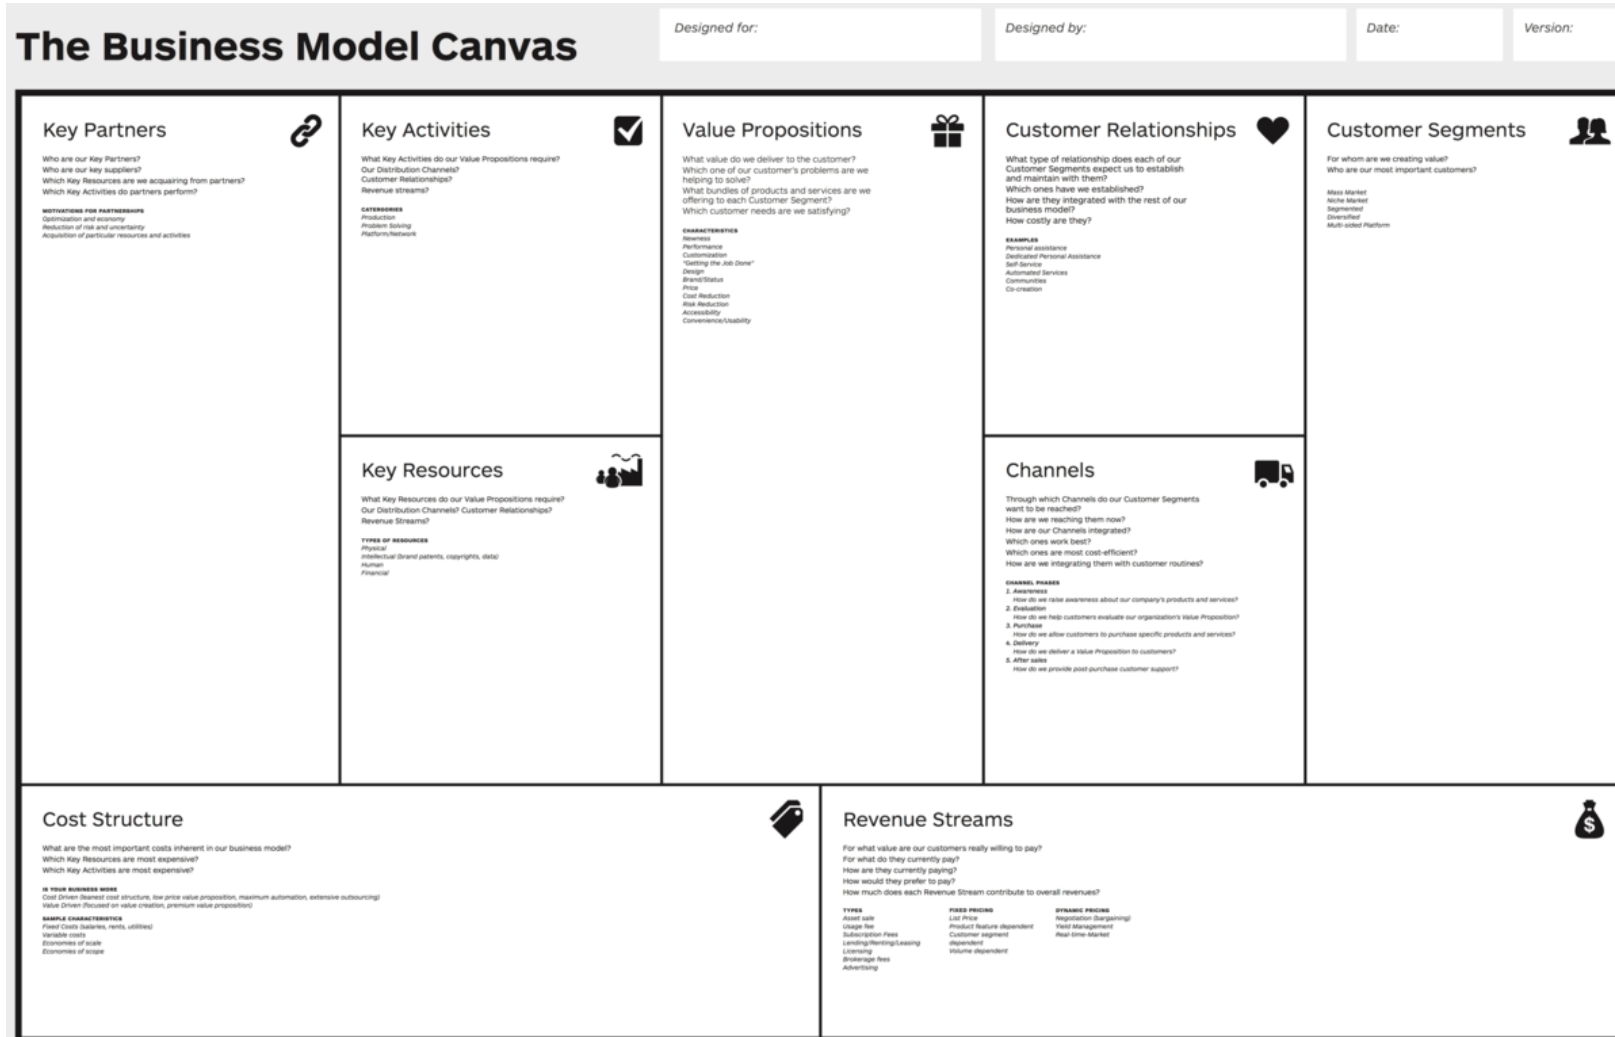 The Business Model Canvas
Designed for:
Designed by:
Date:
Version:
Key Partners
Who are our Key Partners?
Who are our key suppliers?
Which Key Resources are we acquairing from partners?
Which Key Activities do partners perform?
MOTIVATIONS FOR PARTNERSHIPS
Optimization and economy
Reduction of risk and uncertainty
Acquisition of particular resources and activities
Key Activities
What Key Activities do our Value Propositions require?
Our Distribution Channels?
Customer Relationships?
Revenue streams?
CATERGORIES
Production
Problem Solving
Platform/Network
Key Resources
What Key Resources do our Value Propositions require?
Our Distribution Channels? Customer Relationships?
Revenue Streams?
TYPES OF RESOURCES
Physical
Intellectual (brand patents, copyrights, data)
Human
Financial
Value Propositions
What value do we deliver to the customer?
Which one of our customer's problems are we
helping to solve?
What bundles of products and services are we
offering to each Customer Segment?
Which customer needs are we satisfying?
CHARACTERISTICS
Newness
Performance
Customization
"Getting the Job Done"
Design
Brand/Status
Price
Cost Reduction
Risk Reduction
Accessibility
Convenience/Usability
Customer Relationships
What type of relationship does each of our
Customer Segments expect us to establish
and maintain with them?
Which ones have we established?
How are they integrated with the rest of our
business model?
How costly are they?
EXAMPLES
Personal assistance
Dedicated Personal Assistance
Self-Service
Automated Services
Communities
Co-creation
Channels
Through which Channels do our Customer Segments
want to be reached?
How are we reaching them now?
How are our Channels integrated?
Which ones work best?
Which ones are most cost-efficient?
How are we integrating them with customer routines?
CHANNEL PHASES
1. Awareness
How do we raise awareness about our company's products and services?
2. Evaluation
How do we help customers evaluate our organization's Value Proposition?
3. Purchase
How do we allow customers to purchase specific products and services?
4. Delivery
How do we deliver a Value Proposition to customers?
5. After sales
How do we provide post-purchase customer support?
Customer Segments
For whom are we creating value?
Who are our most important customers?
Mass Market
Niche Market
Segmented
Diversified
Multi-sided Platform
Cost Structure
What are the most important costs inherent in our business model?
Which Key Resources are most expensive?
Which Key Activities are most expensive?
IS YOUR BUSINESS MORE
Cost Driven (leanest cost structure, low price value proposition, maximum automation, extensive outsourcing)
Value Driven (focused on value creation, premium value proposition)
SAMPLE CHARACTERISTICS
Fixed Costs (salaries, rents, utilities)
Variable costs
Economies of scale
Economies of scope
Revenue Streams
For what value are our customers really willing to pay?
For what do they currently pay?
How are they currently paying?
How would they prefer to pay?
How much does each Revenue Stream contribute to overall revenues?
TYPES
Asset sale
Usage fee
Subscription Fees
Lending/Renting/Leasing
Licensing
Brokerage fees
Advertising
FIXED PRICING
List Price
Product feature dependent
Customer segment
dependent
Volume dependent
DYNAMIC PRICING
Negotiation (bargaining)
Yield Management
Real-time-Market
$